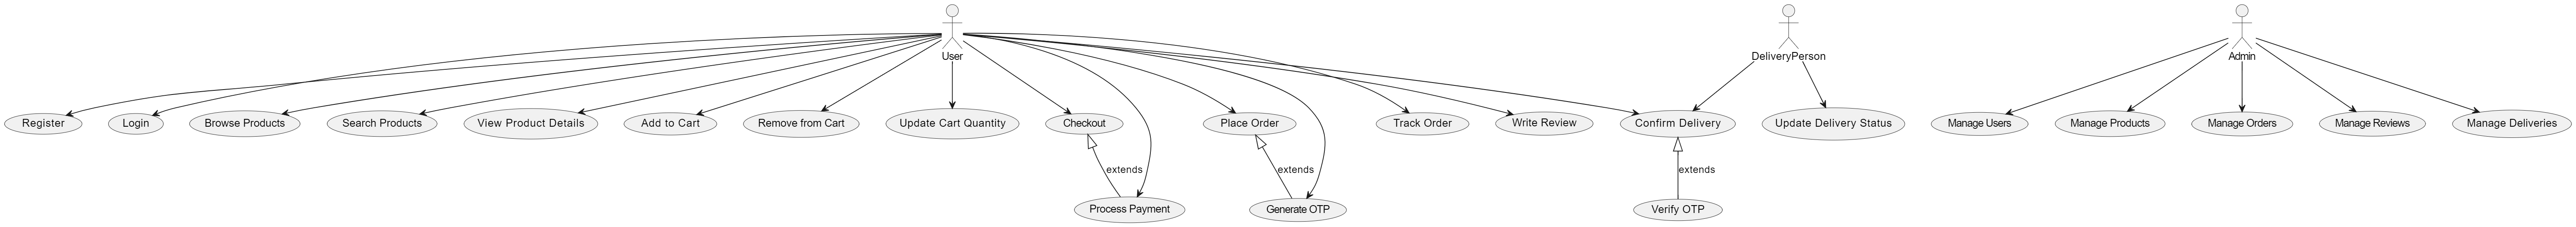 User
DeliveryPerson
Admin
Register
Login
Browse Products
Search Products
View Product Details
Add to Cart
Remove from Cart
Update Cart Quantity
Checkout
Place Order
Track Order
Write Review
Confirm Delivery
Update Delivery Status
Manage Users
Manage Products
Manage Orders
Manage Reviews
Manage Deliveries
extends
extends
extends
Process Payment
Generate OTP
Verify OTP